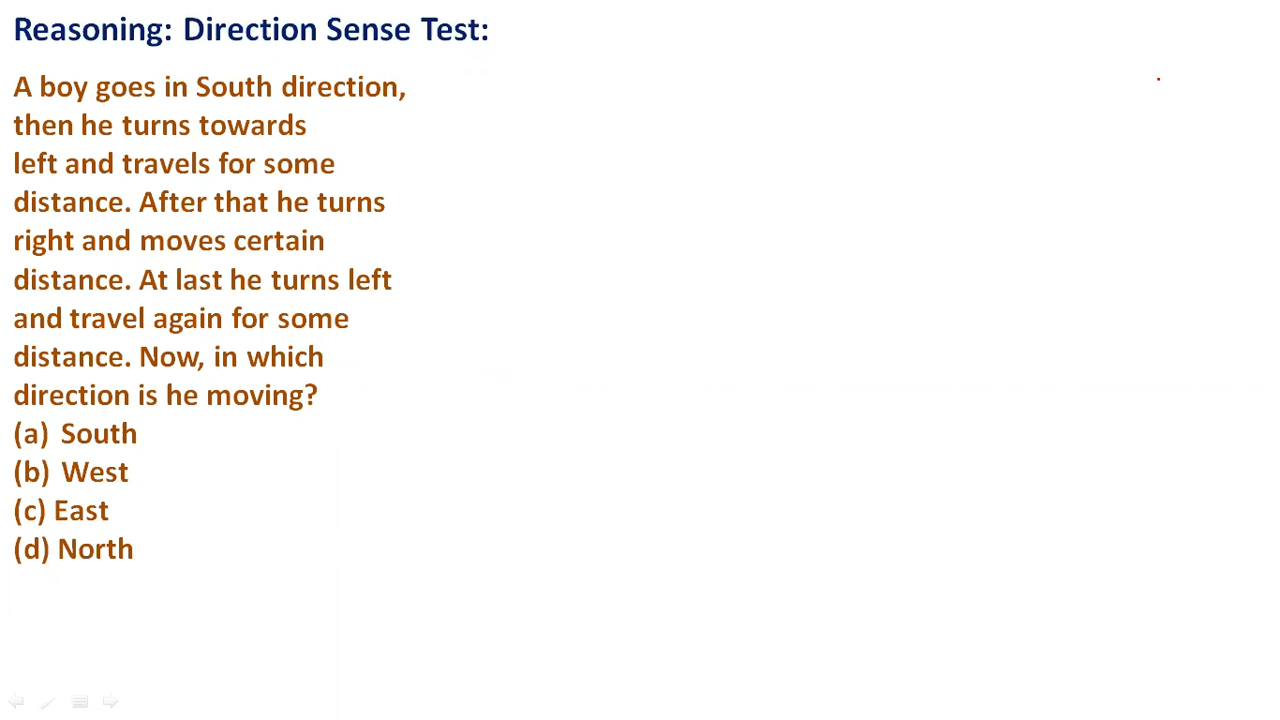 Reasoning: Direction Sense Test:
A boy goes in South direction,
then he turns towards
left and travels for some
distance. After that he turns
right and moves certain
distance. At last he turns left
and travel again for some
distance. Now, in which
direction is he moving?
(a) South
(b) West
(c) East
(d) North